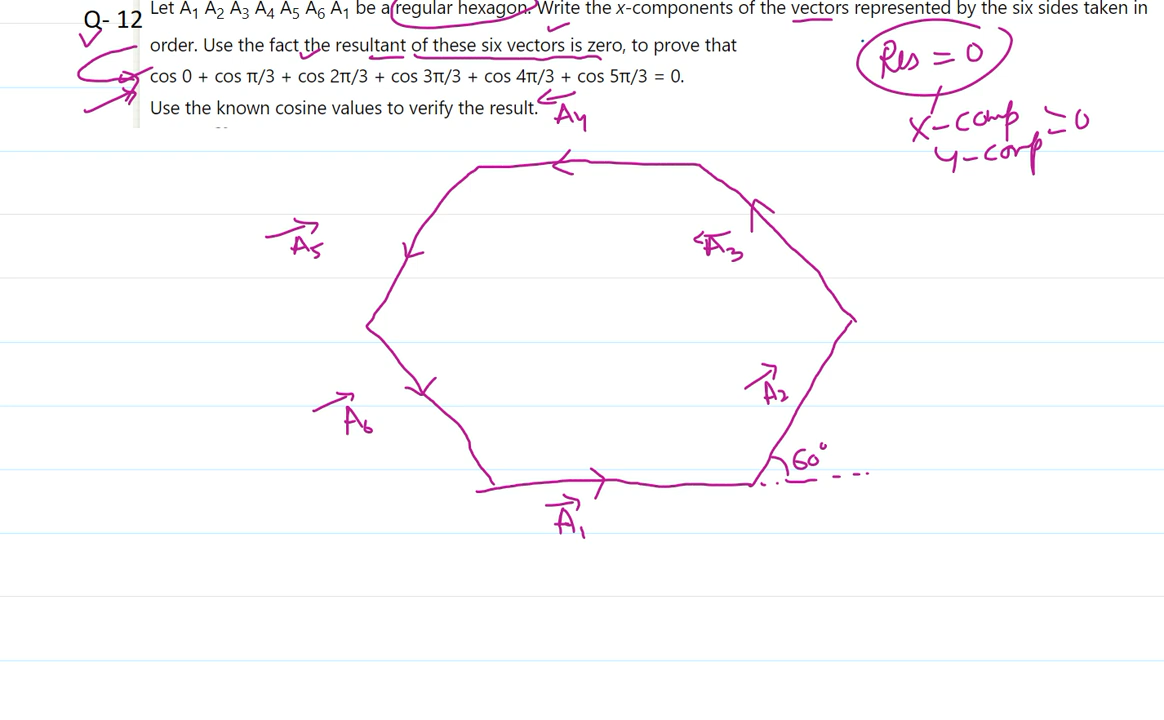 Q- 12
Let A₁ A₂ A₃ A₄ A₅ A₆ A₁ be a regular hexagon. Write the x-components of the vectors represented by the six sides taken in
order. Use the fact the resultant of these six vectors is zero, to prove that
cos 0 + cos π/3 + cos 2π/3 + cos 3π/3 + cos 4π/3 + cos 5π/3 = 0.
Use the known cosine values to verify the result.
Res = 0
x-comp = 0
y-comp
A₄
A₅
A₃
A₆
A₂
60°
A₁